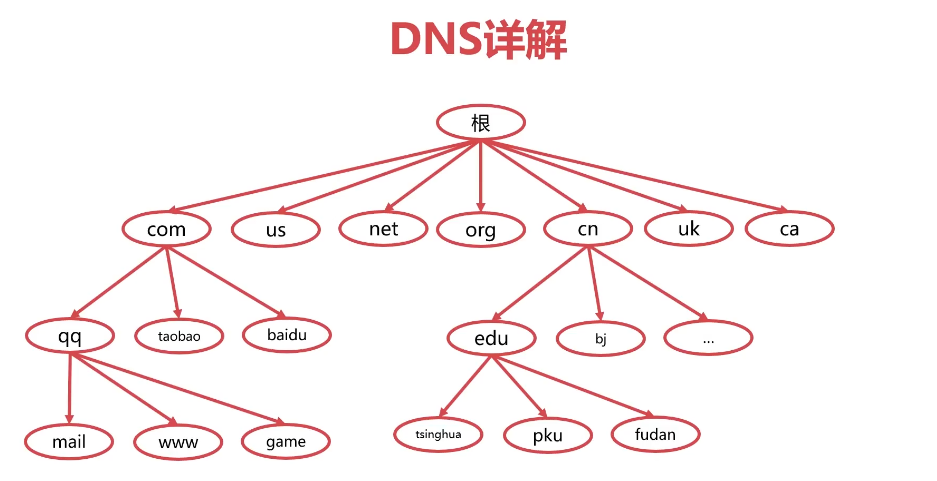 DNS详解
根
com us net org cn uk ca
qq taobao baidu edu bj ...
mail www game tsinghua pku fudan